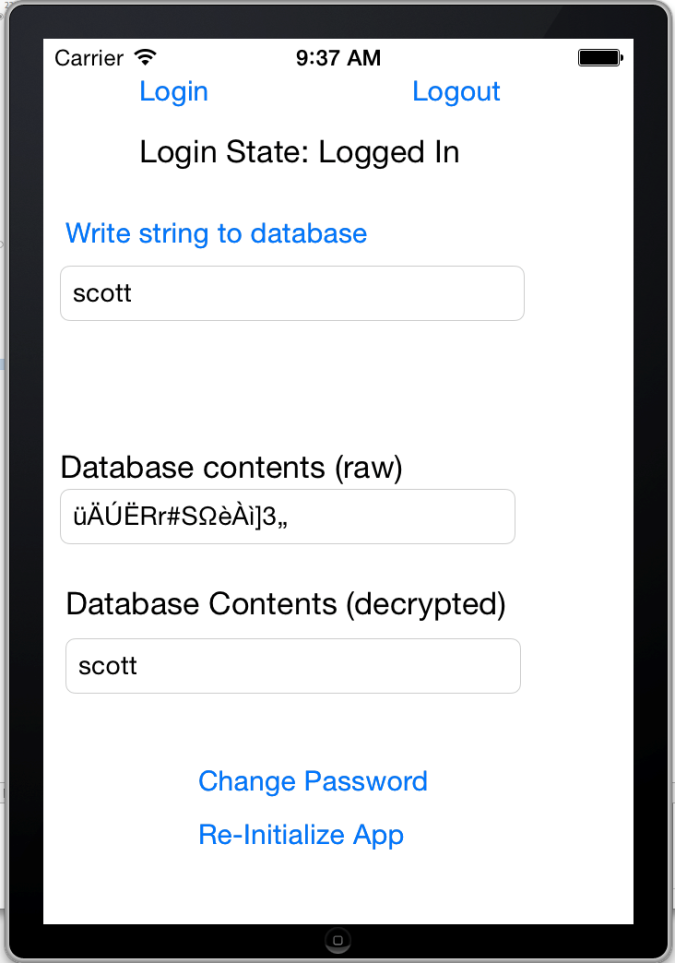 Carrier 9:37 AM
Login Logout
Login State: Logged In
Write string to database
scott
Database contents (raw)
üÄÚËRr#SΩèÀì]3„
Database Contents (decrypted)
scott
Change Password
Re-Initialize App